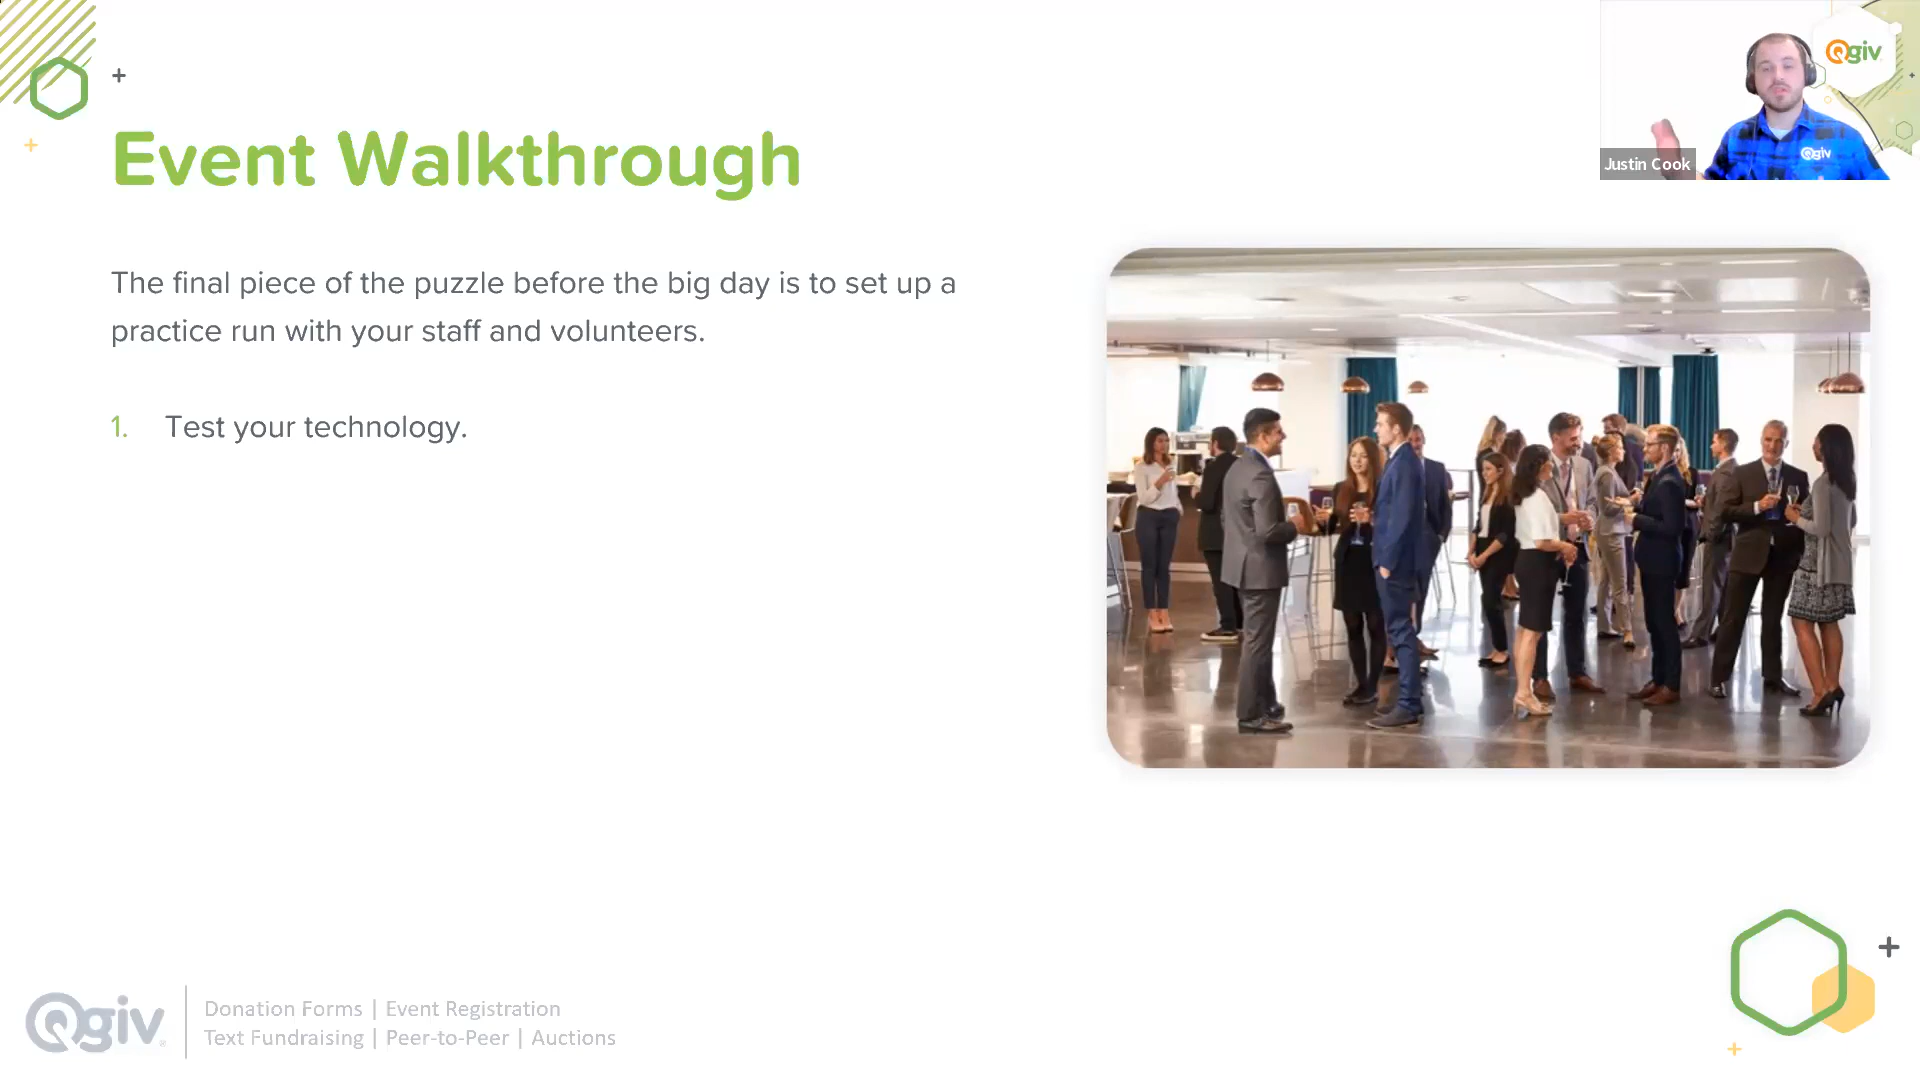 Qgiv
Qgiv
Justin Cook
Event Walkthrough
The final piece of the puzzle before the big day is to set up a
practice run with your staff and volunteers.
1. Test your technology.
Qgiv
Donation Forms | Event Registration
Text Fundraising | Peer-to-Peer | Auctions